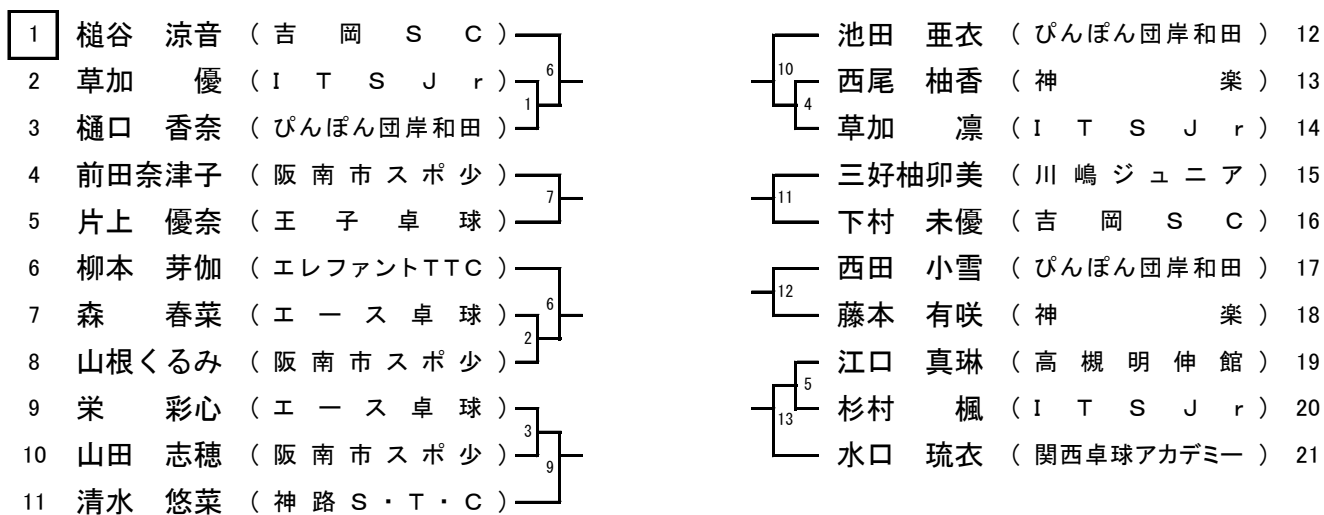 1 槌谷 涼音 (吉岡SC)
6
2 草加 優 (ITSJr)
1
3 樋口 香奈 (ぴんぽん団岸和田)
4 前田奈津子 (阪南市スポ少)
7
5 片上 優奈 (王子卓球)
6 柳本 芽伽 (エレファントTTC)
6
7 森 春菜 (エース卓球)
2
8 山根くるみ (阪南市スポ少)
9 栄 彩心 (エース卓球)
3
10 山田 志穂 (阪南市スポ少)
9
11 清水 悠菜 (神路S・T・C)
池田 亜衣 (ぴんぽん団岸和田) 12
10
西尾 柚香 (神楽) 13
4
草加 凛 (ITSJr) 14
三好柚卯美 (川嶋ジュニア) 15
11
下村 未優 (吉岡SC) 16
西田 小雪 (ぴんぽん団岸和田) 17
12
藤本 有咲 (神楽) 18
江口 真琳 (高槻明伸館) 19
5
杉村 楓 (ITSJr) 20
13
水口 琉衣 (関西卓球アカデミー) 21